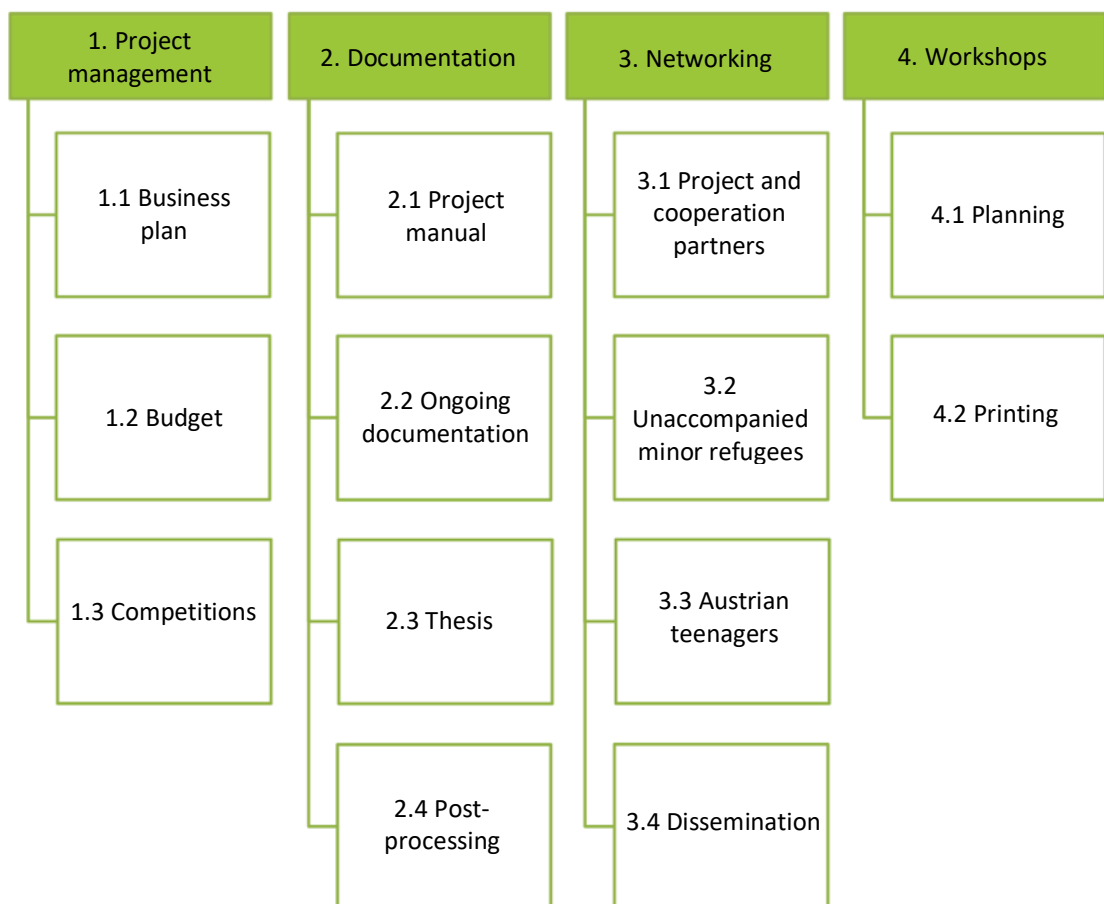 1. Project
management
1.1 Business
plan
1.2 Budget
1.3 Competitions
2. Documentation
2.1 Project
manual
2.2 Ongoing
documentation
2.3 Thesis
2.4 Post-
processing
3. Networking
3.1 Project and
cooperation
partners
3.2
Unaccompanied
minor refugees
3.3 Austrian
teenagers
3.4 Dissemination
4. Workshops
4.1 Planning
4.2 Printing